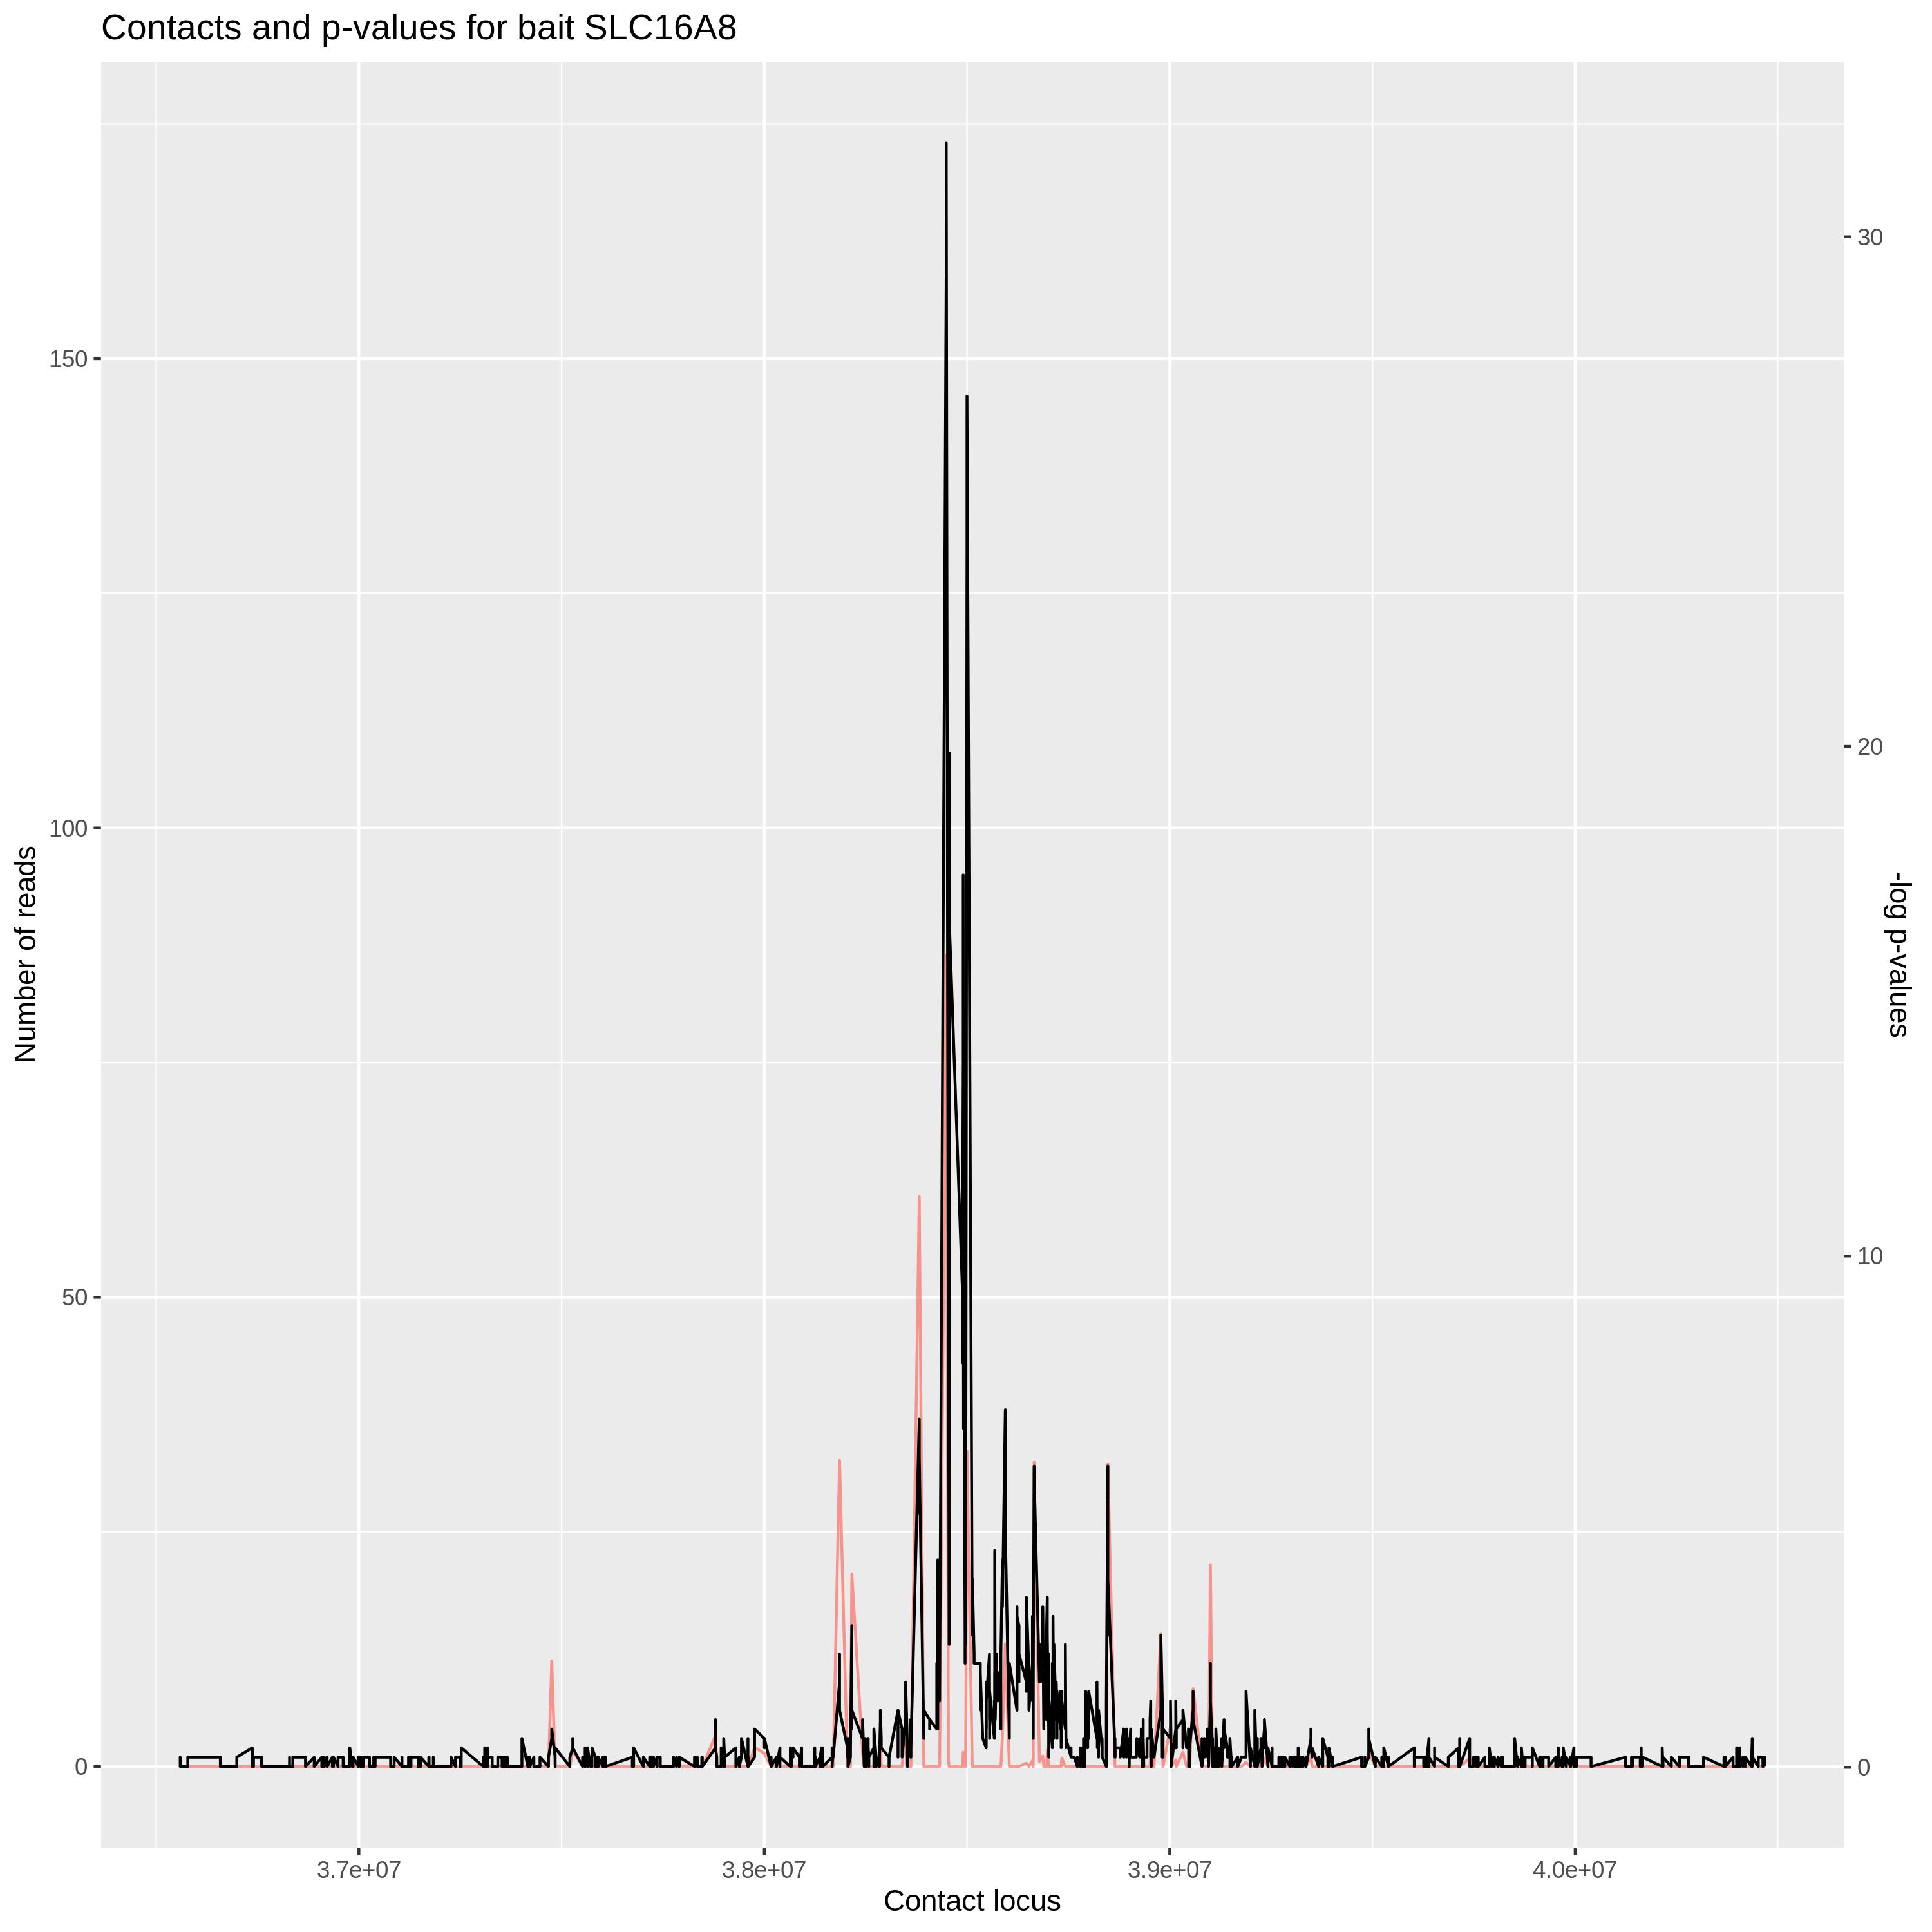 Contacts and p-values for bait SLC16A8
Number of reads
150
100
50
0
30
20
10
0
-log p-values
3.7e+07
3.8e+07
3.9e+07
4.0e+07
Contact locus